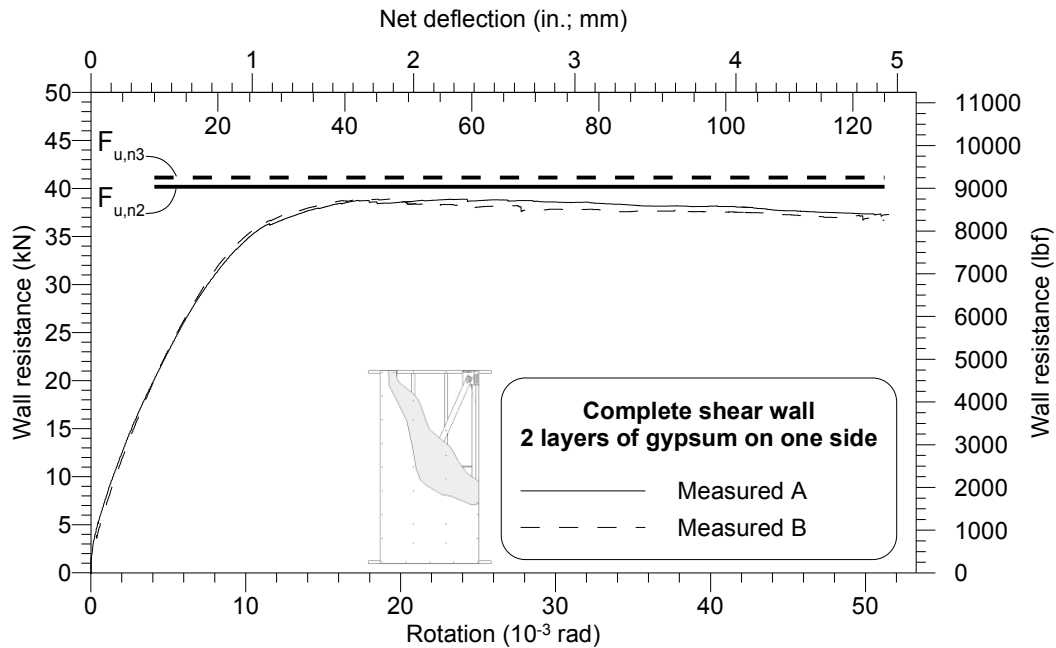 Net deflection (in.; mm)
0 1 2 3 4 5
20 40 60 80 100 120
50
45
40
35
30
25
20
15
10
5
0
Wall resistance (kN)
F_{u,n3}
F_{u,n2}
11000
10000
9000
8000
7000
6000
5000
4000
3000
2000
1000
0
Wall resistance (lbf)
Complete shear wall
2 layers of gypsum on one side
Measured A
Measured B
0 10 20 30 40 50
Rotation (10⁻³ rad)